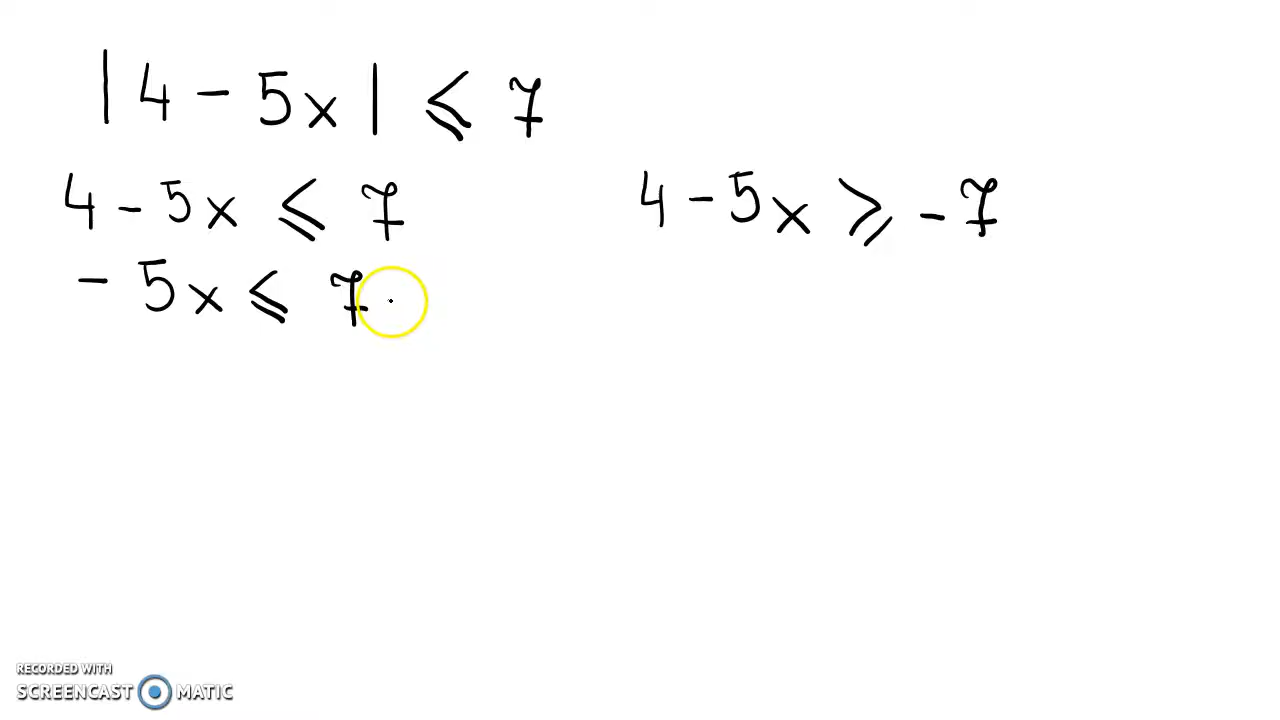 |4 - 5x| ⩽ 7
4 - 5x ⩽ 7
4 - 5x ⩾ -7
- 5x ⩽ 7
RECORDED WITH
SCREENCAST MATIC